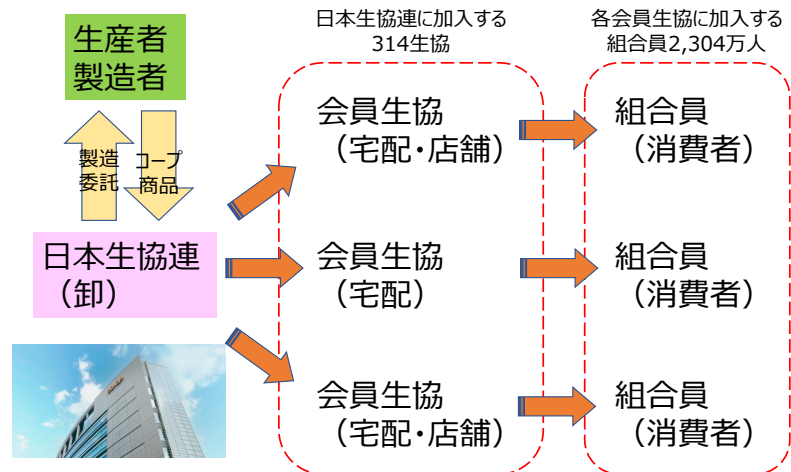 生産者
製造者
製造
委託
コープ
商品
日本生協連
（卸）
日本生協連に加入する
314生協
会員生協
（宅配・店舗）
会員生協
（宅配）
会員生協
（宅配・店舗）
各会員生協に加入する
組合員2,304万人
組合員
（消費者）
組合員
（消費者）
組合員
（消費者）